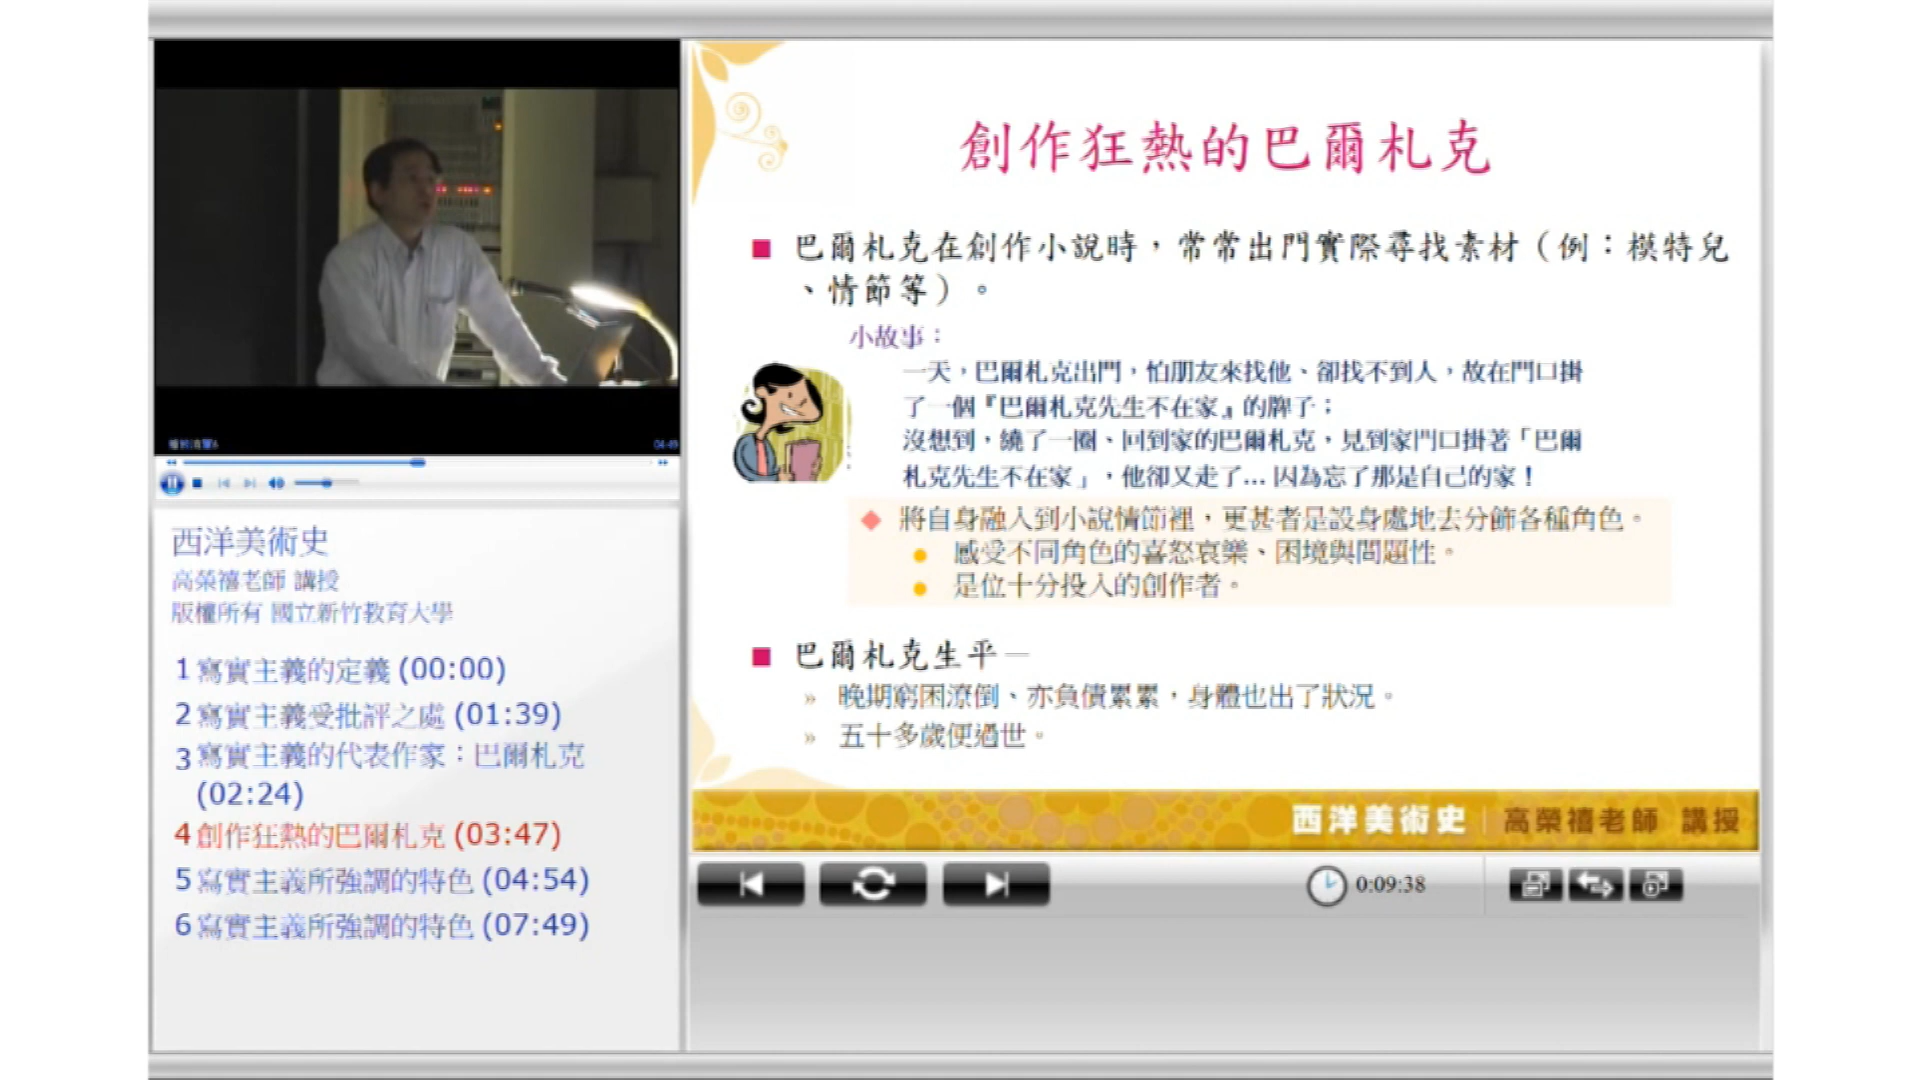 創作狂熱的巴爾札克
巴爾札克在創作小說時，常常出門實際尋找素材（例：模特兒
、情節等）。
小故事：
一天，巴爾札克出門，怕朋友來找他、卻找不到人，故在門口掛
了一個『巴爾札克先生不在家』的牌子；
沒想到，繞了一圈、回到家的巴爾札克，見到家門口掛著「巴爾
札克先生不在家」，他卻又走了... 因為忘了那是自己的家！
將自身融入到小說情節裡，更甚者是設身處地去分飾各種角色。
感受不同角色的喜怒哀樂、困境與問題性。
是位十分投入的創作者。
巴爾札克生平—
» 晚期窮困潦倒、亦負債累累，身體也出了狀況。
» 五十多歲便過世。
西洋美術史 | 高榮禧老師 講授
0:09:38
04:49
西洋美術史
高榮禧老師 講授
版權所有 國立新竹教育大學
1 寫實主義的定義 (00:00)
2 寫實主義受批評之處 (01:39)
3 寫實主義的代表作家：巴爾札克
(02:24)
4 創作狂熱的巴爾札克 (03:47)
5 寫實主義所強調的特色 (04:54)
6 寫實主義所強調的特色 (07:49)